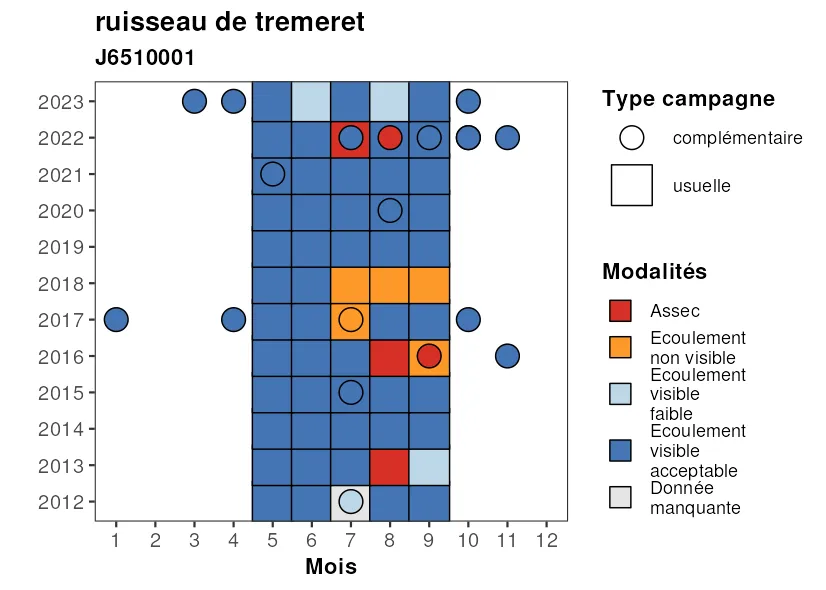 ruisseau de tremeret
J6510001
2023
2022
2021
2020
2019
2018
2017
2016
2015
2014
2013
2012
1 2 3 4 5 6 7 8 9 10 11 12
Mois
Type campagne
complémentaire
usuelle
Modalités
Assec
Ecoulement
non visible
Ecoulement
visible
faible
Ecoulement
visible
acceptable
Donnée
manquante